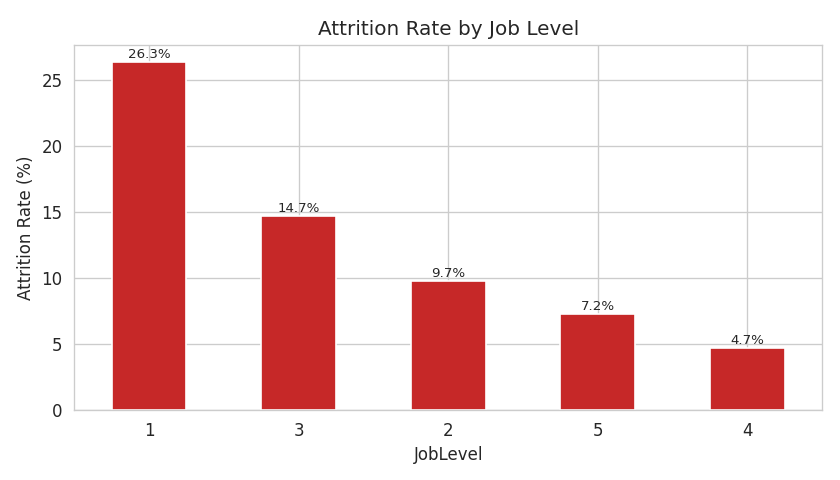 Attrition Rate by Job Level
Attrition Rate (%)
25
20
15
10
5
0
26.3%
14.7%
9.7%
7.2%
4.7%
1 3 2 5 4
JobLevel